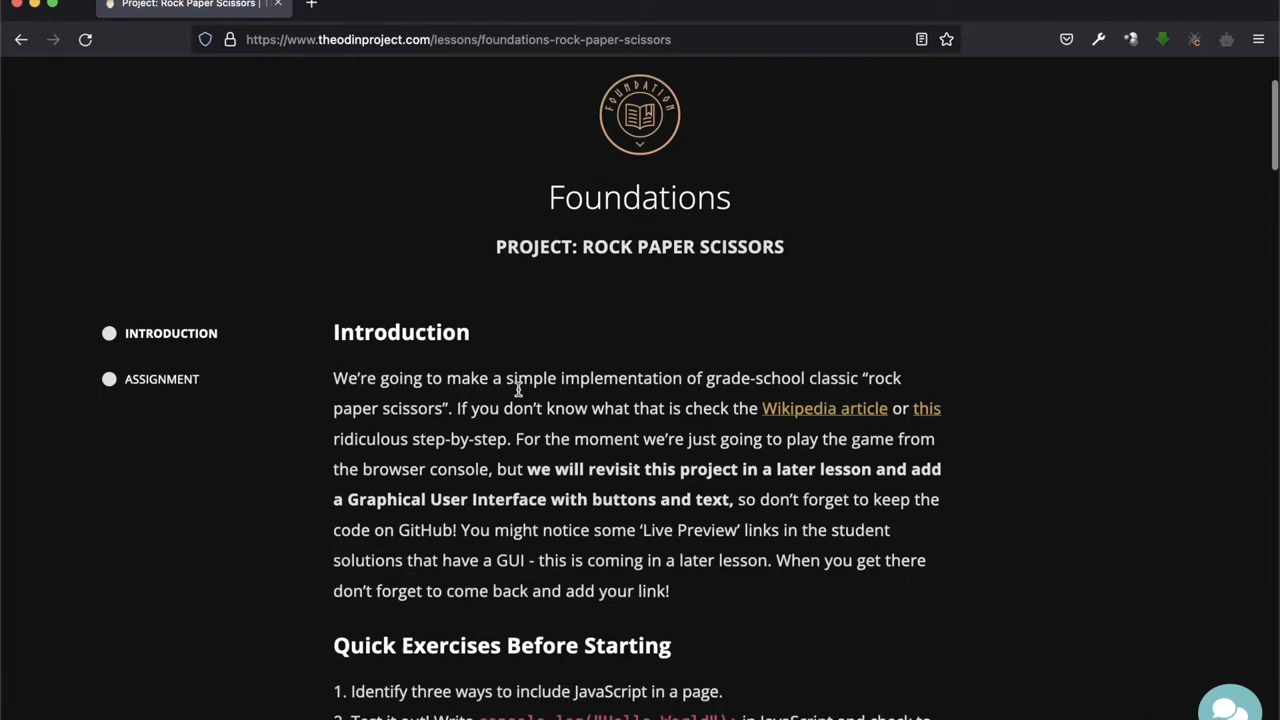 Project: Rock Paper Scissors | T
https://www.theodinproject.com/lessons/foundations-rock-paper-scissors
FOUNDATION
Foundations
PROJECT: ROCK PAPER SCISSORS
INTRODUCTION
ASSIGNMENT
Introduction
We're going to make a simple implementation of grade-school classic “rock
paper scissors”. If you don't know what that is check the Wikipedia article or this
ridiculous step-by-step. For the moment we're just going to play the game from
the browser console, but we will revisit this project in a later lesson and add
a Graphical User Interface with buttons and text, so don't forget to keep the
code on GitHub! You might notice some ‘Live Preview’ links in the student
solutions that have a GUI - this is coming in a later lesson. When you get there
don't forget to come back and add your link!
Quick Exercises Before Starting
1. Identify three ways to include JavaScript in a page.
2. Test it out! Write console.log("Hello World"); in JavaScript and check to